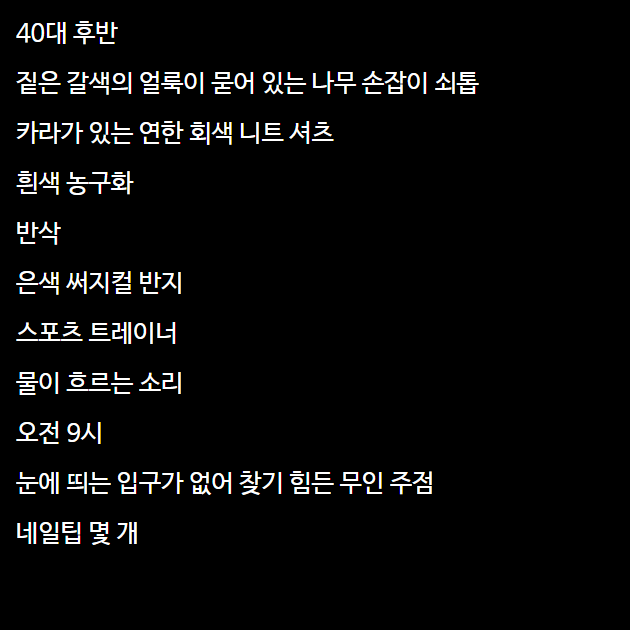 40대 후반
짙은 갈색의 얼룩이 묻어 있는 나무 손잡이 쇠톱
카라가 있는 연한 회색 니트 셔츠
흰색 농구화
반삭
은색 써지컬 반지
스포츠 트레이너
물이 흐르는 소리
오전 9시
눈에 띄는 입구가 없어 찾기 힘든 무인 주점
네일팁 몇 개